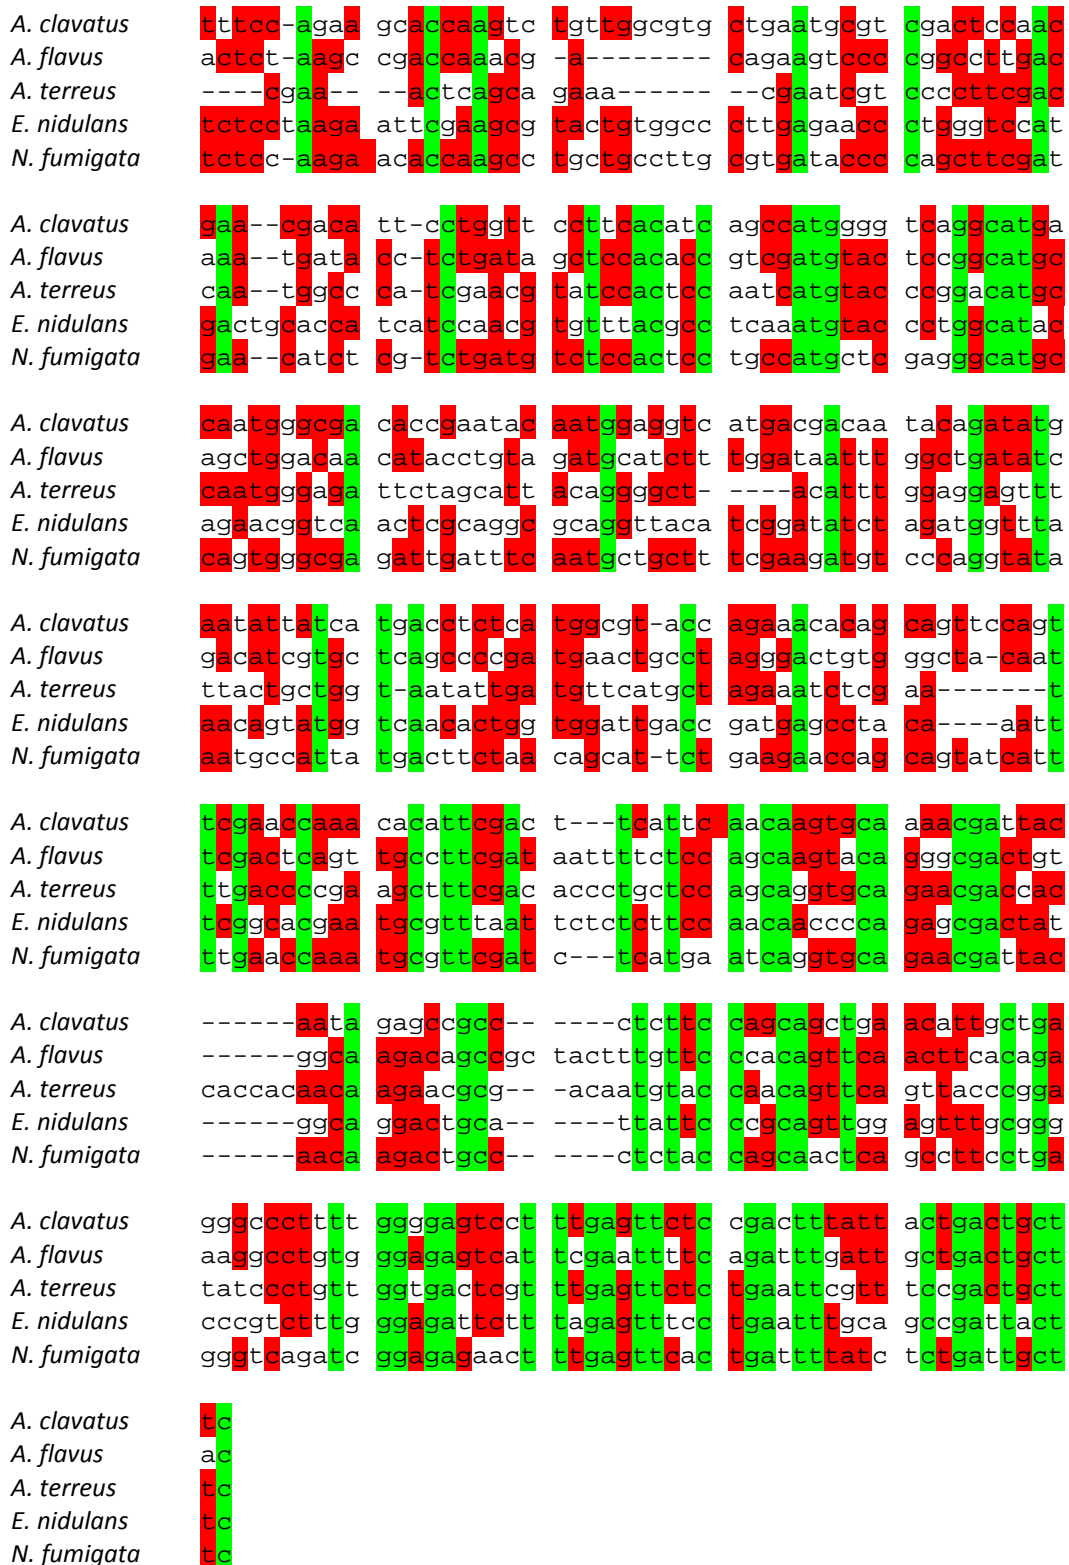 A. clavatus ttttcc-agaa gcaccaagtc tgttggcgtg ctgaatgcgt cgactccaac
A. flavus actct-aagc cgaccaaacg -a-------- cagaagtccc cggccttgac
A. terreus ----cgaa-- --actcagca gaaa------ --cgaatcgt ccccttcgac
E. nidulans tctcctaaga attcgaagcg tactgtggcc cttgagaacc ctgggtccat
N. fumigata tctcc-aaga acaccaagcc tgctgccttg cgtgataccc cagcttcgat
A. clavatus gaa--cgaca tt-cctggtt ccttcacatc agccatgggg tcaggcatga
A. flavus aaa--tgata cc-tctgata gctccacacc gtcgatgtac tccggcatgc
A. terreus caa--tggcc ca-tcgaacg tatccactcc aatcatgtac ccggacatgc
E. nidulans gactgcacca tcatccaacg tgtttacgcc tcaaatgtac cctggcatac
N. fumigata gaa--catct cg-tctgatg tctccactcc tgccatgctc gagggcatgc
A. clavatus caatgggcga caccgaatac aatggaggtc atgacgacaa tacagatatg
A. flavus agctggacaa catacctgta gatgcatctt tggataattt ggctgatatc
A. terreus caatgggaga ttctagcatt acaggggct- ----acattt ggaggagttt
E. nidulans agaacggtca actcgcaggc gcaggttaca tcggatatct agatggttta
N. fumigata cagtgggcga gattgatttc aatgctgctt tcgaagatgt cccaggtata
A. clavatus aatattatca tgacctctca tggcgt-acc agaaacacag cagttccagt
A. flavus gacatcgtgc tcagccccga tgaactgcct agggactgtg ggcta-caat
A. terreus ttactgctgg t-aatattga tgttcatgct agaaatctcg aa-------t
E. nidulans aacagtatgg tcaacactgg tggattgacc gatgagccta ca----aatt
N. fumigata aatgccatta tgacttctaa cagcat-tct gaagaaccag cagtatcatt
A. clavatus tcgaaccaaa cacattcgac t---tcattc aacaagtgca aaacgattac
A. flavus tcgactcagt tgccttcgat aattttctcc agcaagtaca gggcgactgt
A. terreus ttgaccccga agctttcgac accctgctcc agcaggtgca gaacgaccac
E. nidulans tcggcacgaa tgcgtttaat tctctcttcc aacaacccca gagcgactat
N. fumigata ttgaaccaaa tgcgttcgat c---tcatga atcaggtgca gaacgattac
A. clavatus ------aata gagccgcc-- ----ctcttc cagcagctga acattgctga
A. flavus ------ggca agacagccgc tactttgttc ccacagttca acttcacaga
A. terreus caccacaaca agaacgcg-- -acaatgtac caacagttca gttacccgga
E. nidulans ------ggca ggactgca-- ----ttattc ccgcagttgg agtttgcggg
N. fumigata ------aaca agactgcc-- ----ctctac cagcaactca gccttcctga
A. clavatus gggcccttttt ggggagtcct ttgagttctc cgactttatt actgactgct
A. flavus aaggcctgtg ggagagtcat tcgaattttc agatttgatt gctgactgct
A. terreus tatccctgtt ggtgactcgt ttgagttctc tgaattcgtt tccgactgct
E. nidulans cccgtctttg ggagattctt tagagtttcc tgaatttgca gccgattact
N. fumigata gggtcagatc ggagagaact ttgagttcac tgattttatc tctgattgct
A. clavatus tc
A. flavus ac
A. terreus tc
E. nidulans tc
N. fumigata tc